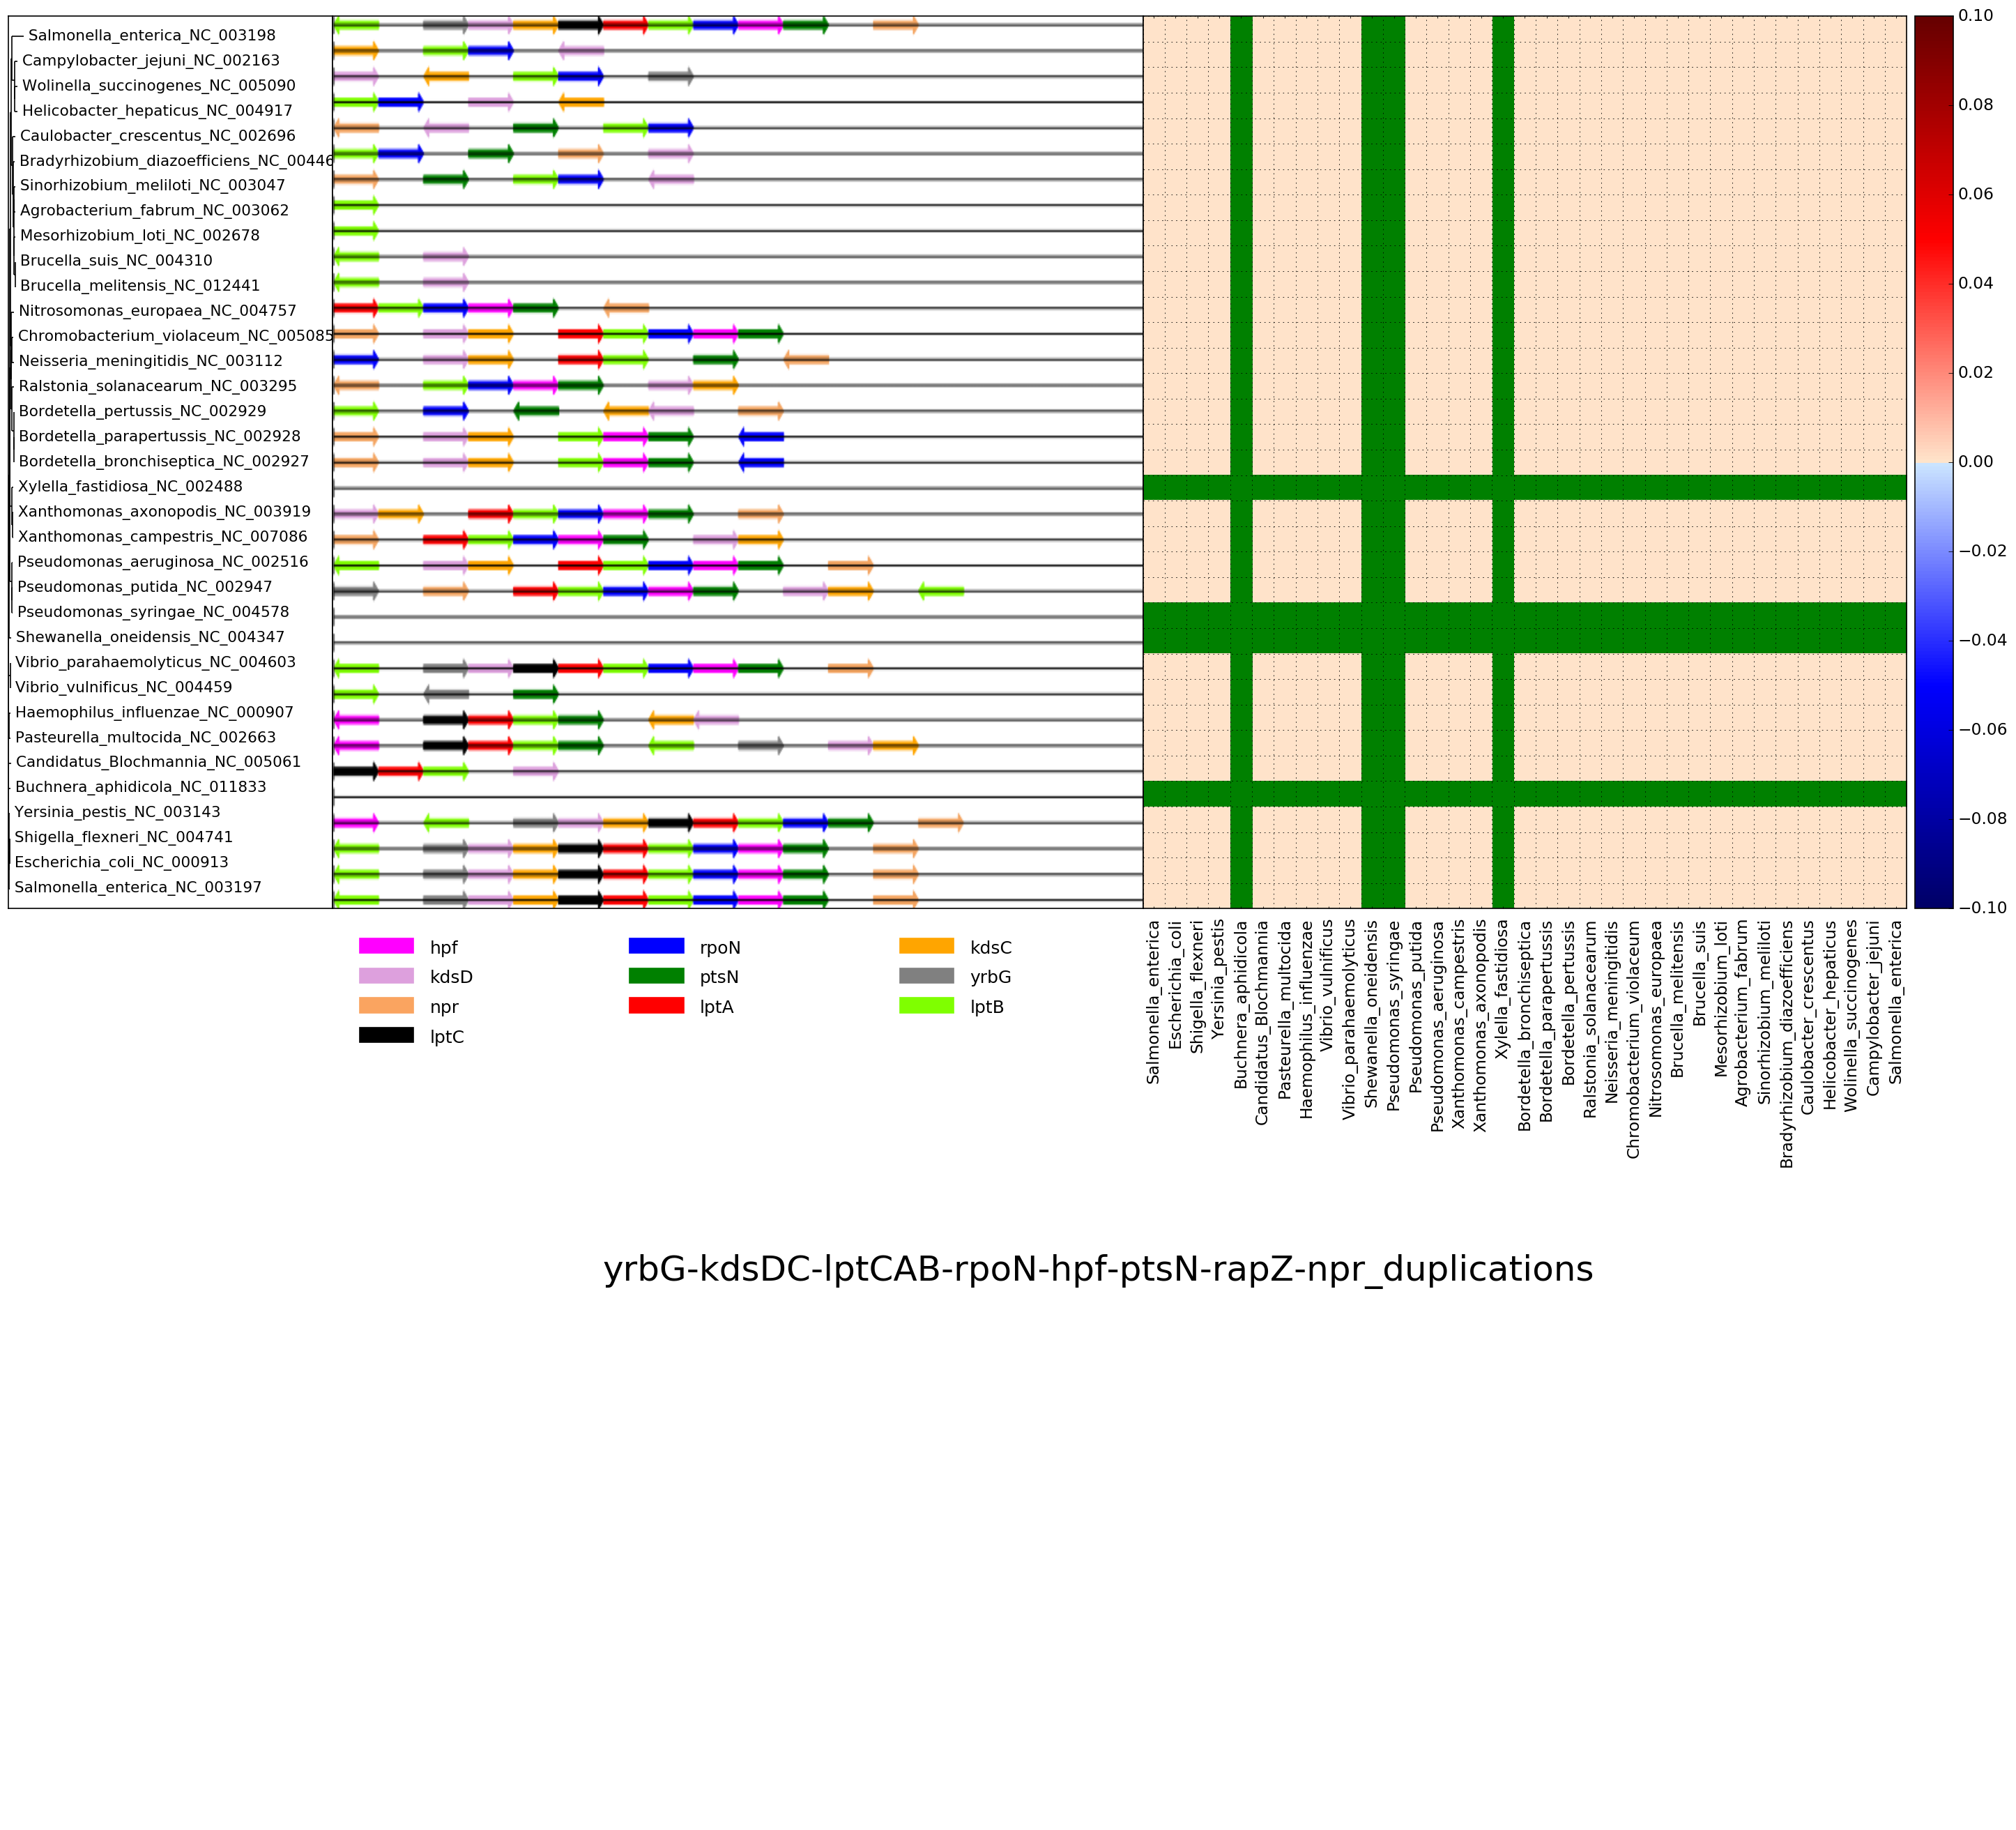 Salmonella_enterica_NC_003198
Campylobacter_jejuni_NC_002163
Wolinella_succinogenes_NC_005090
Helicobacter_hepaticus_NC_004917
Caulobacter_crescentus_NC_002696
Bradyrhizobium_diazoefficiens_NC_00446
Sinorhizobium_meliloti_NC_003047
Agrobacterium_fabrum_NC_003062
Mesorhizobium_loti_NC_002678
Brucella_suis_NC_004310
Brucella_melitensis_NC_012441
Nitrosomonas_europaea_NC_004757
Chromobacterium_violaceum_NC_005085
Neisseria_meningitidis_NC_003112
Ralstonia_solanacearum_NC_003295
Bordetella_pertussis_NC_002929
Bordetella_parapertussis_NC_002928
Bordetella_bronchiseptica_NC_002927
Xylella_fastidiosa_NC_002488
Xanthomonas_axonopodis_NC_003919
Xanthomonas_campestris_NC_007086
Pseudomonas_aeruginosa_NC_002516
Pseudomonas_putida_NC_002947
Pseudomonas_syringae_NC_004578
Shewanella_oneidensis_NC_004347
Vibrio_parahaemolyticus_NC_004603
Vibrio_vulnificus_NC_004459
Haemophilus_influenzae_NC_000907
Pasteurella_multocida_NC_002663
Candidatus_Blochmannia_NC_005061
Buchnera_aphidicola_NC_011833
Yersinia_pestis_NC_003143
Shigella_flexneri_NC_004741
Escherichia_coli_NC_000913
Salmonella_enterica_NC_003197
0.10
0.08
0.06
0.04
0.02
0.00
−0.02
−0.04
−0.06
−0.08
−0.10
Salmonella_enterica
Escherichia_coli
Shigella_flexneri
Yersinia_pestis
Buchnera_aphidicola
Candidatus_Blochmannia
Pasteurella_multocida
Haemophilus_influenzae
Vibrio_vulnificus
Vibrio_parahaemolyticus
Shewanella_oneidensis
Pseudomonas_syringae
Pseudomonas_putida
Pseudomonas_aeruginosa
Xanthomonas_campestris
Xanthomonas_axonopodis
Xylella_fastidiosa
Bordetella_bronchiseptica
Bordetella_parapertussis
Bordetella_pertussis
Ralstonia_solanacearum
Neisseria_meningitidis
Chromobacterium_violaceum
Nitrosomonas_europaea
Brucella_melitensis
Brucella_suis
Mesorhizobium_loti
Agrobacterium_fabrum
Sinorhizobium_meliloti
Bradyrhizobium_diazoefficiens
Caulobacter_crescentus
Helicobacter_hepaticus
Wolinella_succinogenes
Campylobacter_jejuni
Salmonella_enterica
hpf
kdsD
npr
lptC
rpoN
ptsN
lptA
kdsC
yrbG
lptB
yrbG-kdsDC-lptCAB-rpoN-hpf-ptsN-rapZ-npr_duplications